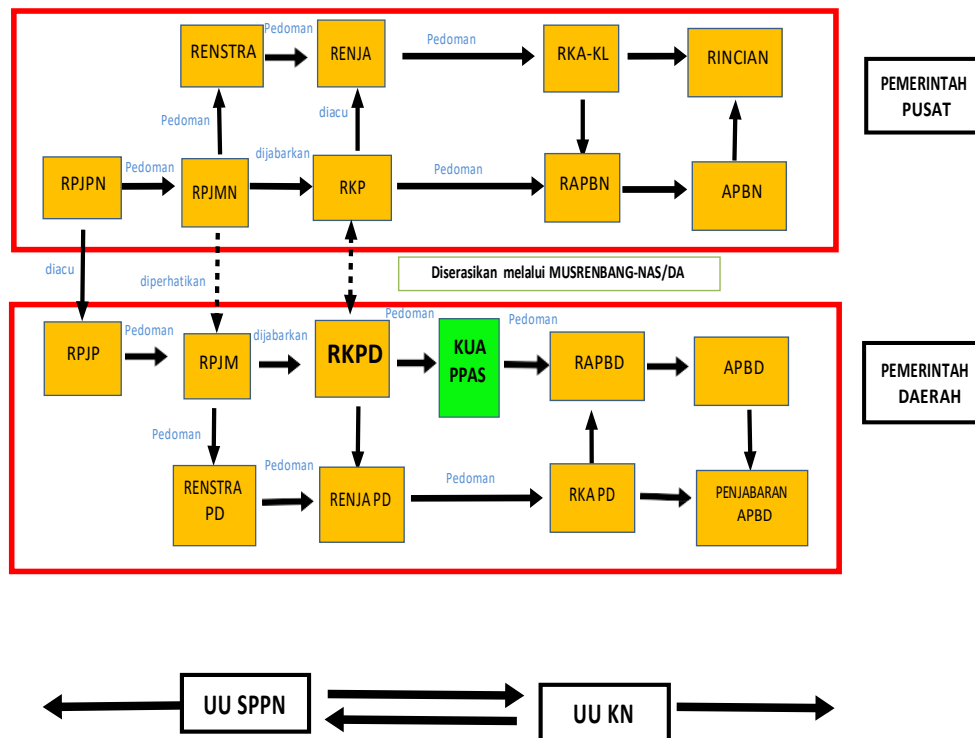 Pedoman
RENSTRA
RENJA
Pedoman
RKA-KL
RINCIAN
PEMERINTAH
PUSAT
Pedoman
diacu
RPJPN
Pedoman
RPJMN
dijabarkan
RKP
Pedoman
RAPBN
APBN
diacu
diperhatikan
Diserasikan melalui MUSRENBANG-NAS/DA
RPJP
Pedoman
RPJM
dijabarkan
RKPD
Pedoman
KUA
PPAS
Pedoman
RAPBD
APBD
PEMERINTAH
DAERAH
Pedoman
RENSTRA
PD
Pedoman
RENJA PD
Pedoman
RKA PD
PENJABARAN
APBD
UU SPPN
UU KN